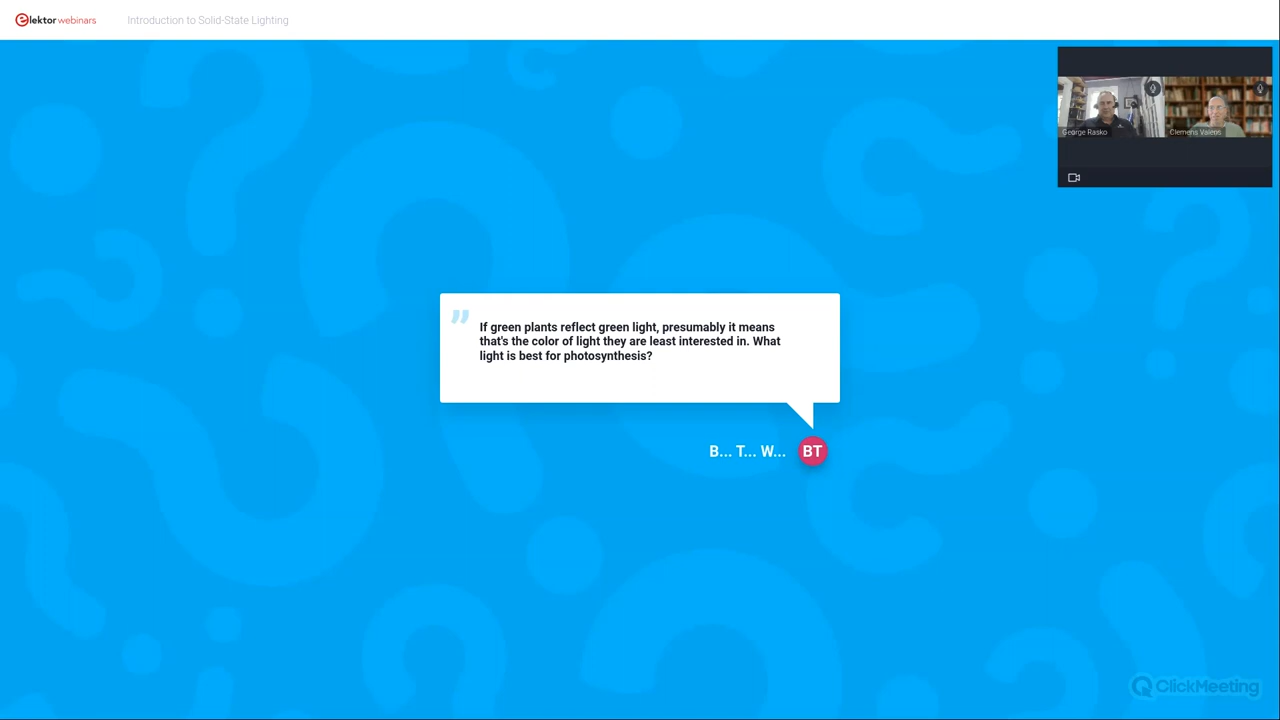 elektor webinars
Introduction to Solid-State Lighting
George Rasko
Clemens Valens
If green plants reflect green light, presumably it means
that's the color of light they are least interested in. What
light is best for photosynthesis?
B... T... W...
BT
ClickMeeting